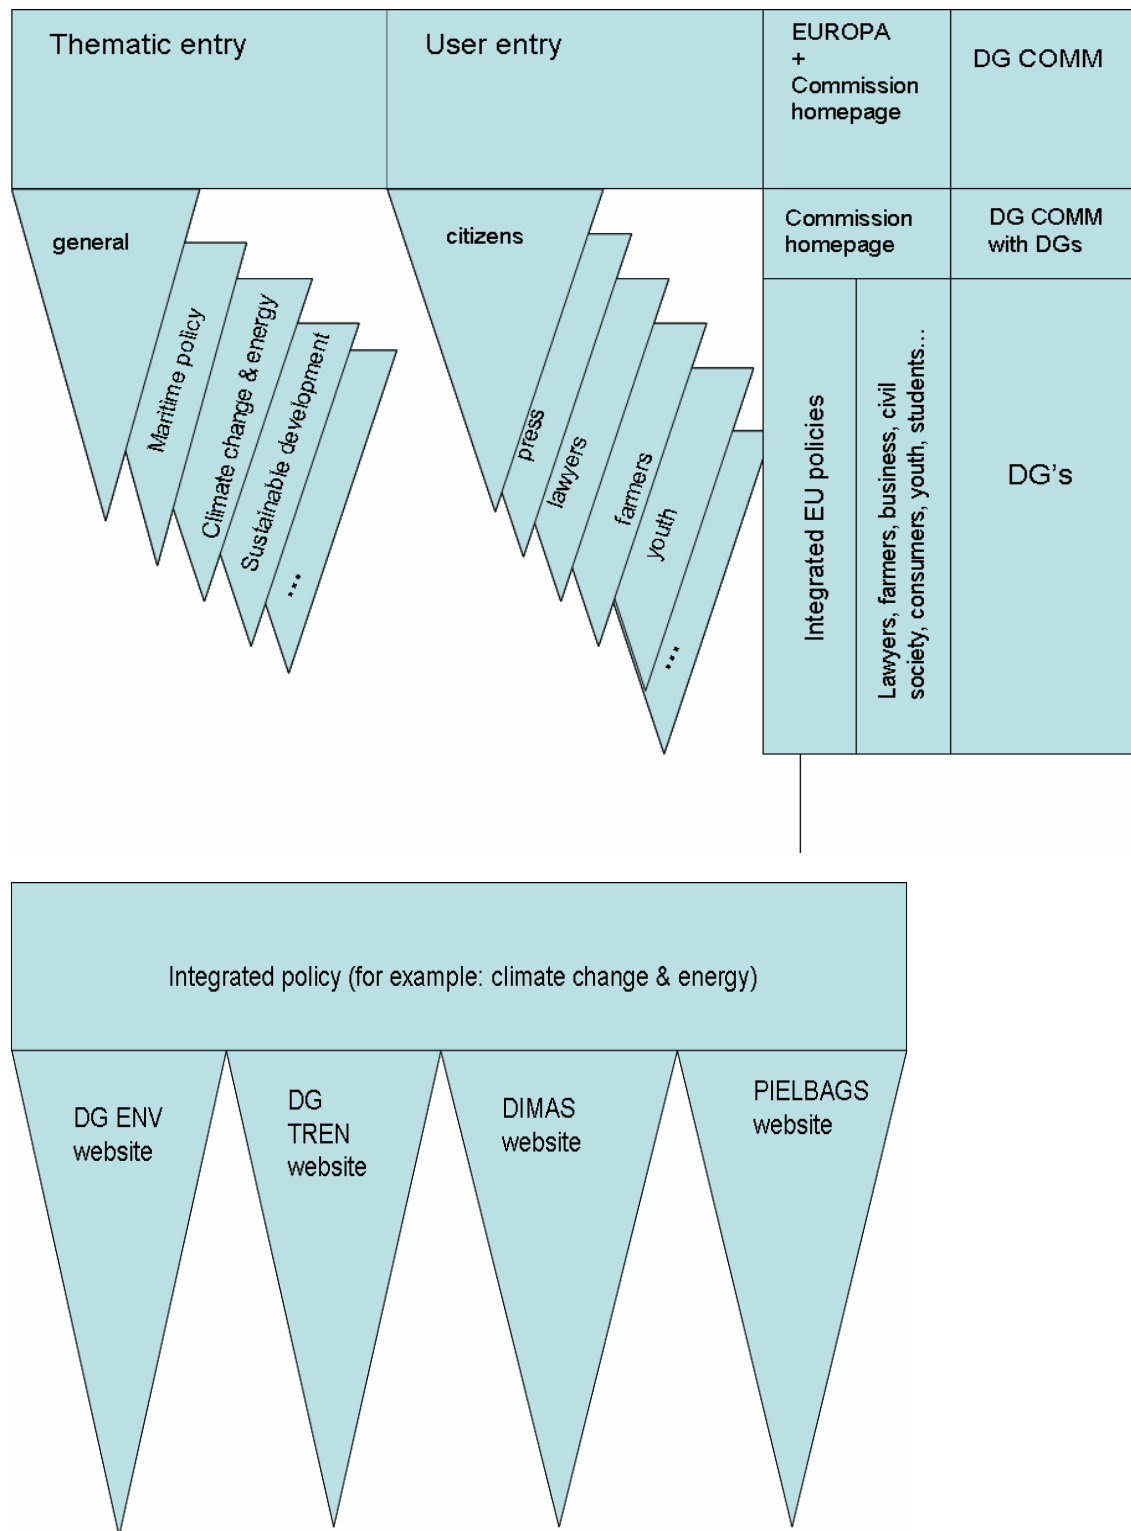 Thematic entry
User entry
EUROPA
+
Commission
homepage
DG COMM
general
Maritime policy
Climate change & energy
Sustainable development
...
citizens
press
lawyers
farmers
youth
...
Commission
homepage
DG COMM
with DGs
Integrated EU policies
Lawyers, farmers, business, civil
society, consumers, youth, students...
DG's
Integrated policy (for example: climate change & energy)
DG ENV
website
DG
TREN
website
DIMAS
website
PIELBAGS
website